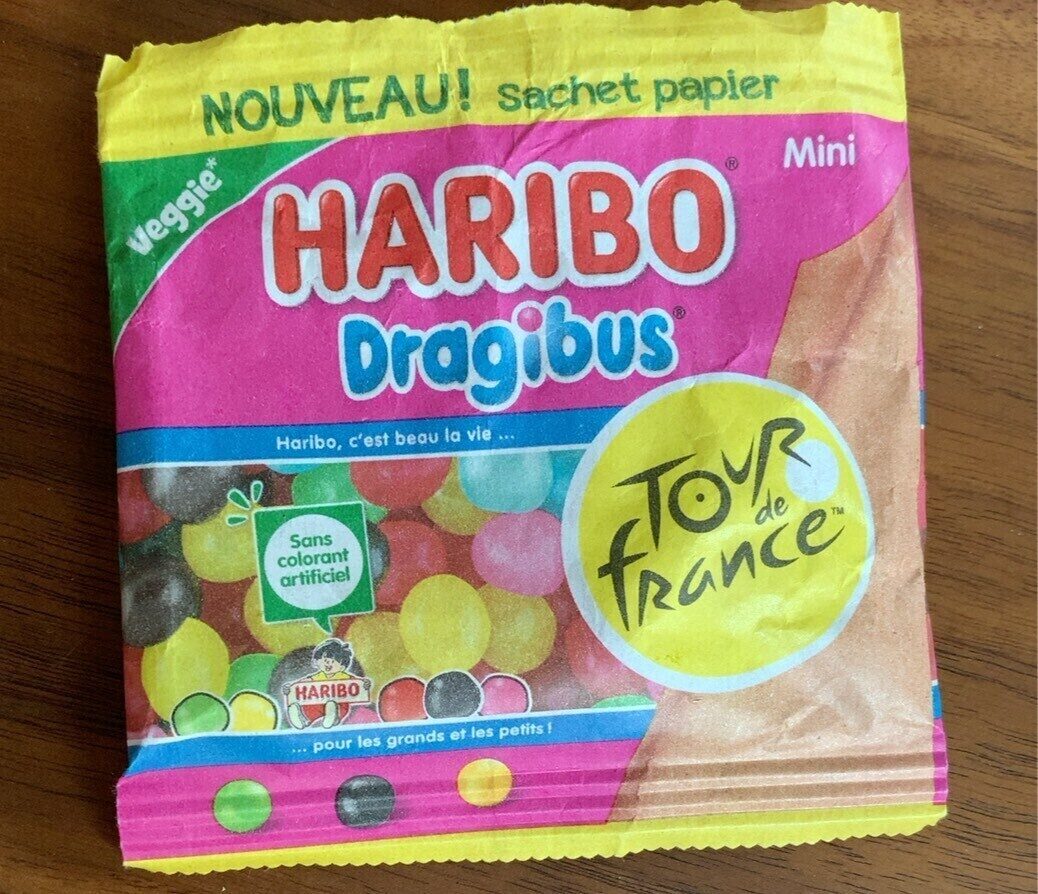 NOUVEAU! sachet papier
Mini
Veggie*
HARIBO®
Dragibus®
Haribo, c'est beau la vie ...
TOUR
de
france™
Sans
colorant
artificiel
HARIBO
... pour les grands et les petits !